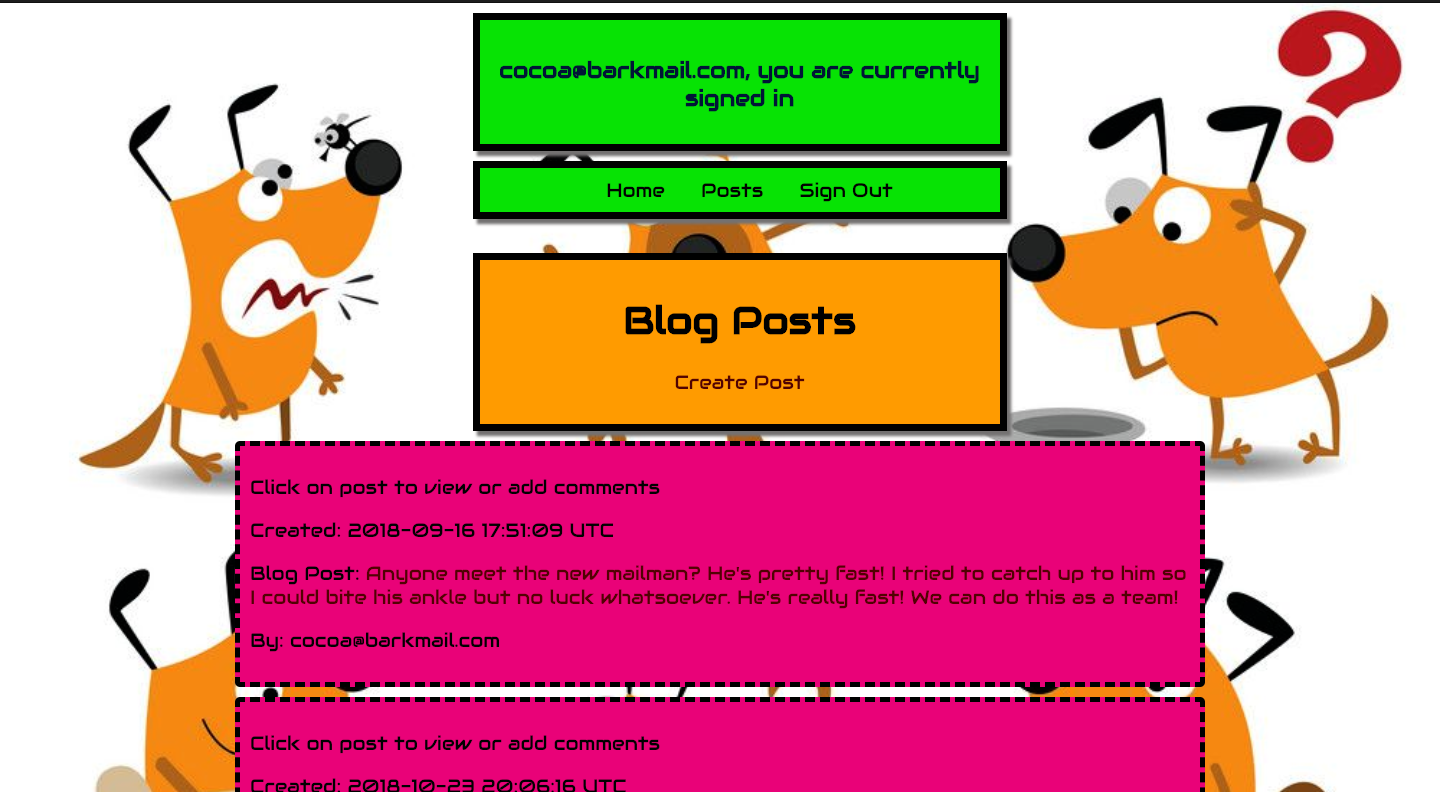 cocoa@barkmail.com, you are currently
signed in
Home Posts Sign Out
Blog Posts
Create Post
Click on post to view or add comments
Created: 2018-09-16 17:51:09 UTC
Blog Post: Anyone meet the new mailman? He's pretty fast! I tried to catch up to him so
I could bite his ankle but no luck whatsoever. He's really fast! We can do this as a team!
By: cocoa@barkmail.com
Click on post to view or add comments
Created: 2018-10-23 20:06:16 UTC
?